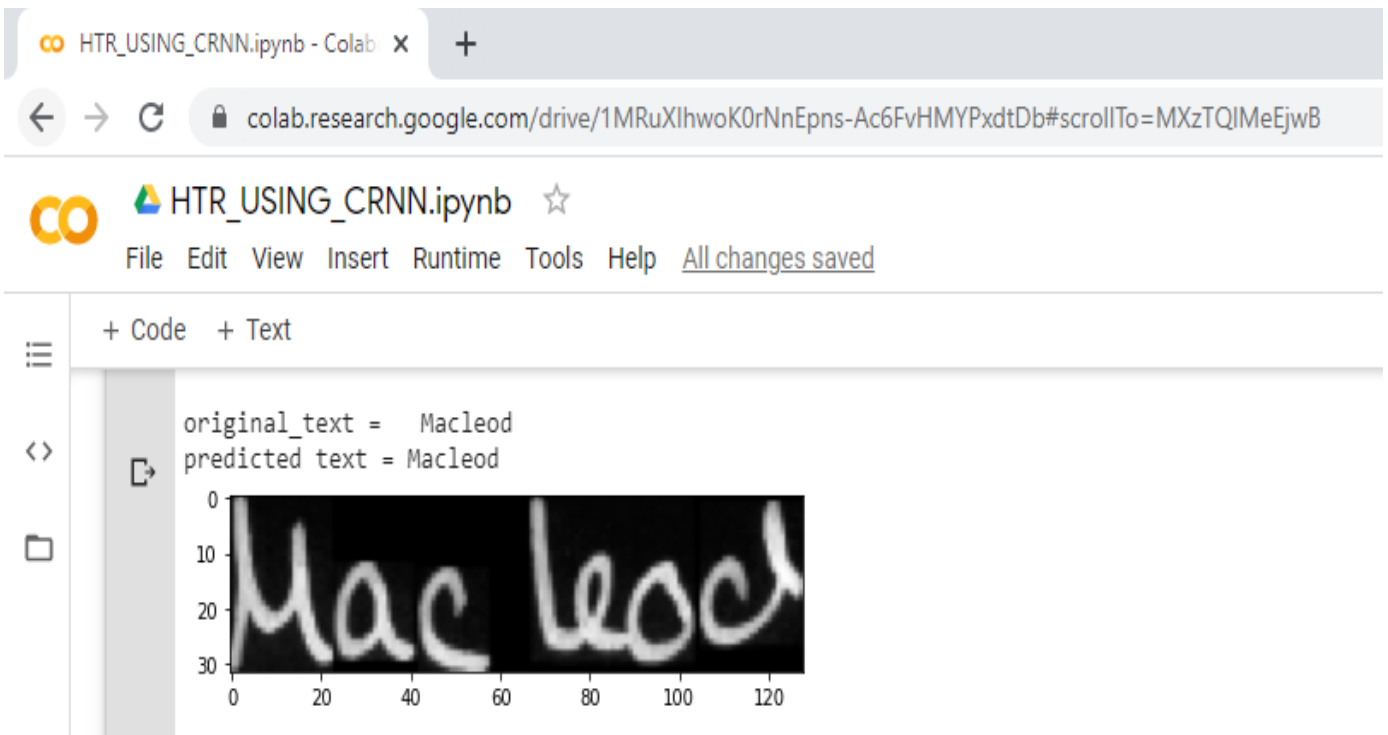 HTR_USING_CRNN.ipynb - Colab
colab.research.google.com/drive/1MRuXIhwoK0rNnEpns-Ac6FvHMYPxdtDb#scrollTo=MXzTQIMeEjwB
CO HTR_USING_CRNN.ipynb
File Edit View Insert Runtime Tools Help All changes saved
+ Code + Text
original_text = Macleod
predicted text = Macleod
0
10
20
30
Mac leod
0 20 40 60 80 100 120